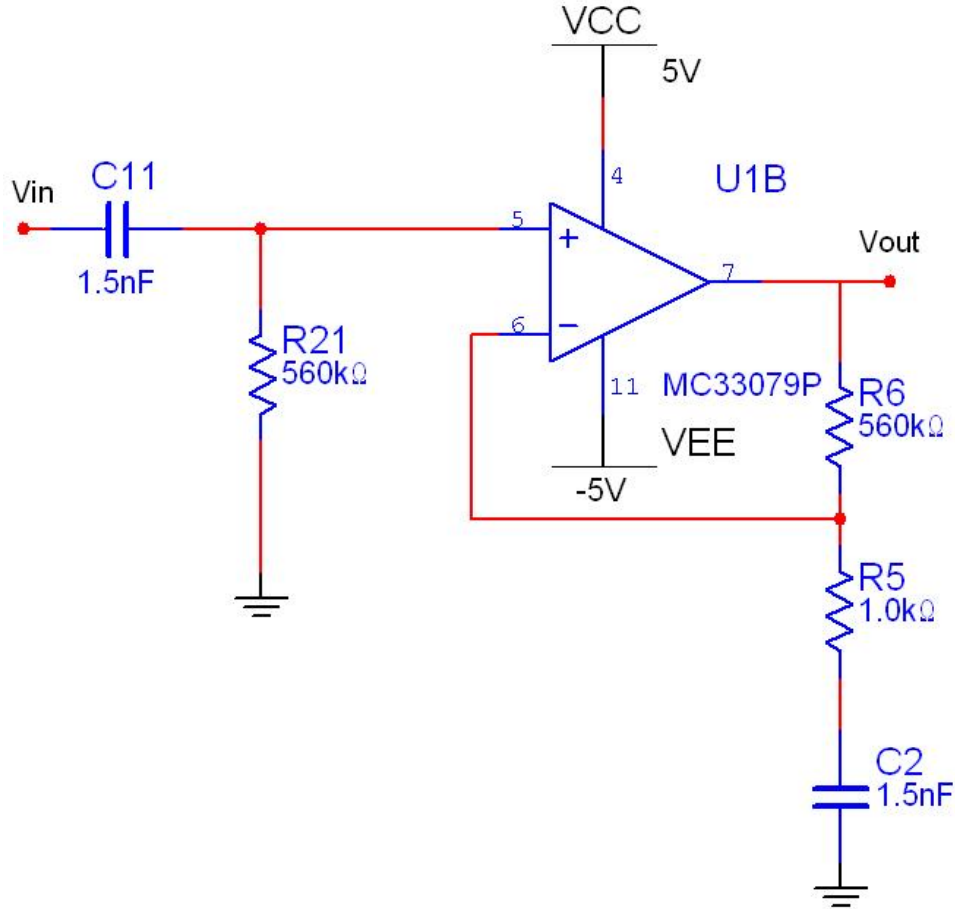 VCC
5V
C11
Vin
4
U1B
5
+
Vout
1.5nF
7
6
−
R21
560kΩ
11
MC33079P
R6
560kΩ
VEE
-5V
R5
1.0kΩ
C2
1.5nF